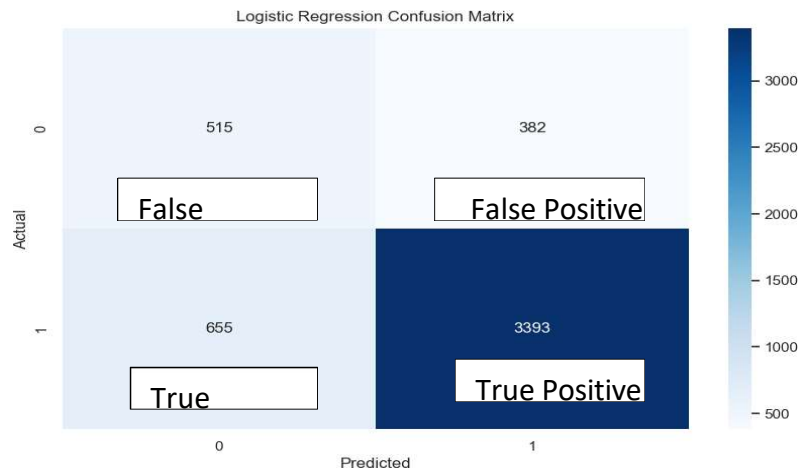 Logistic Regression Confusion Matrix
0
515
382
False
False Positive
Actual
1
655
3393
True
True Positive
0
1
Predicted
3000
2500
2000
1500
1000
500